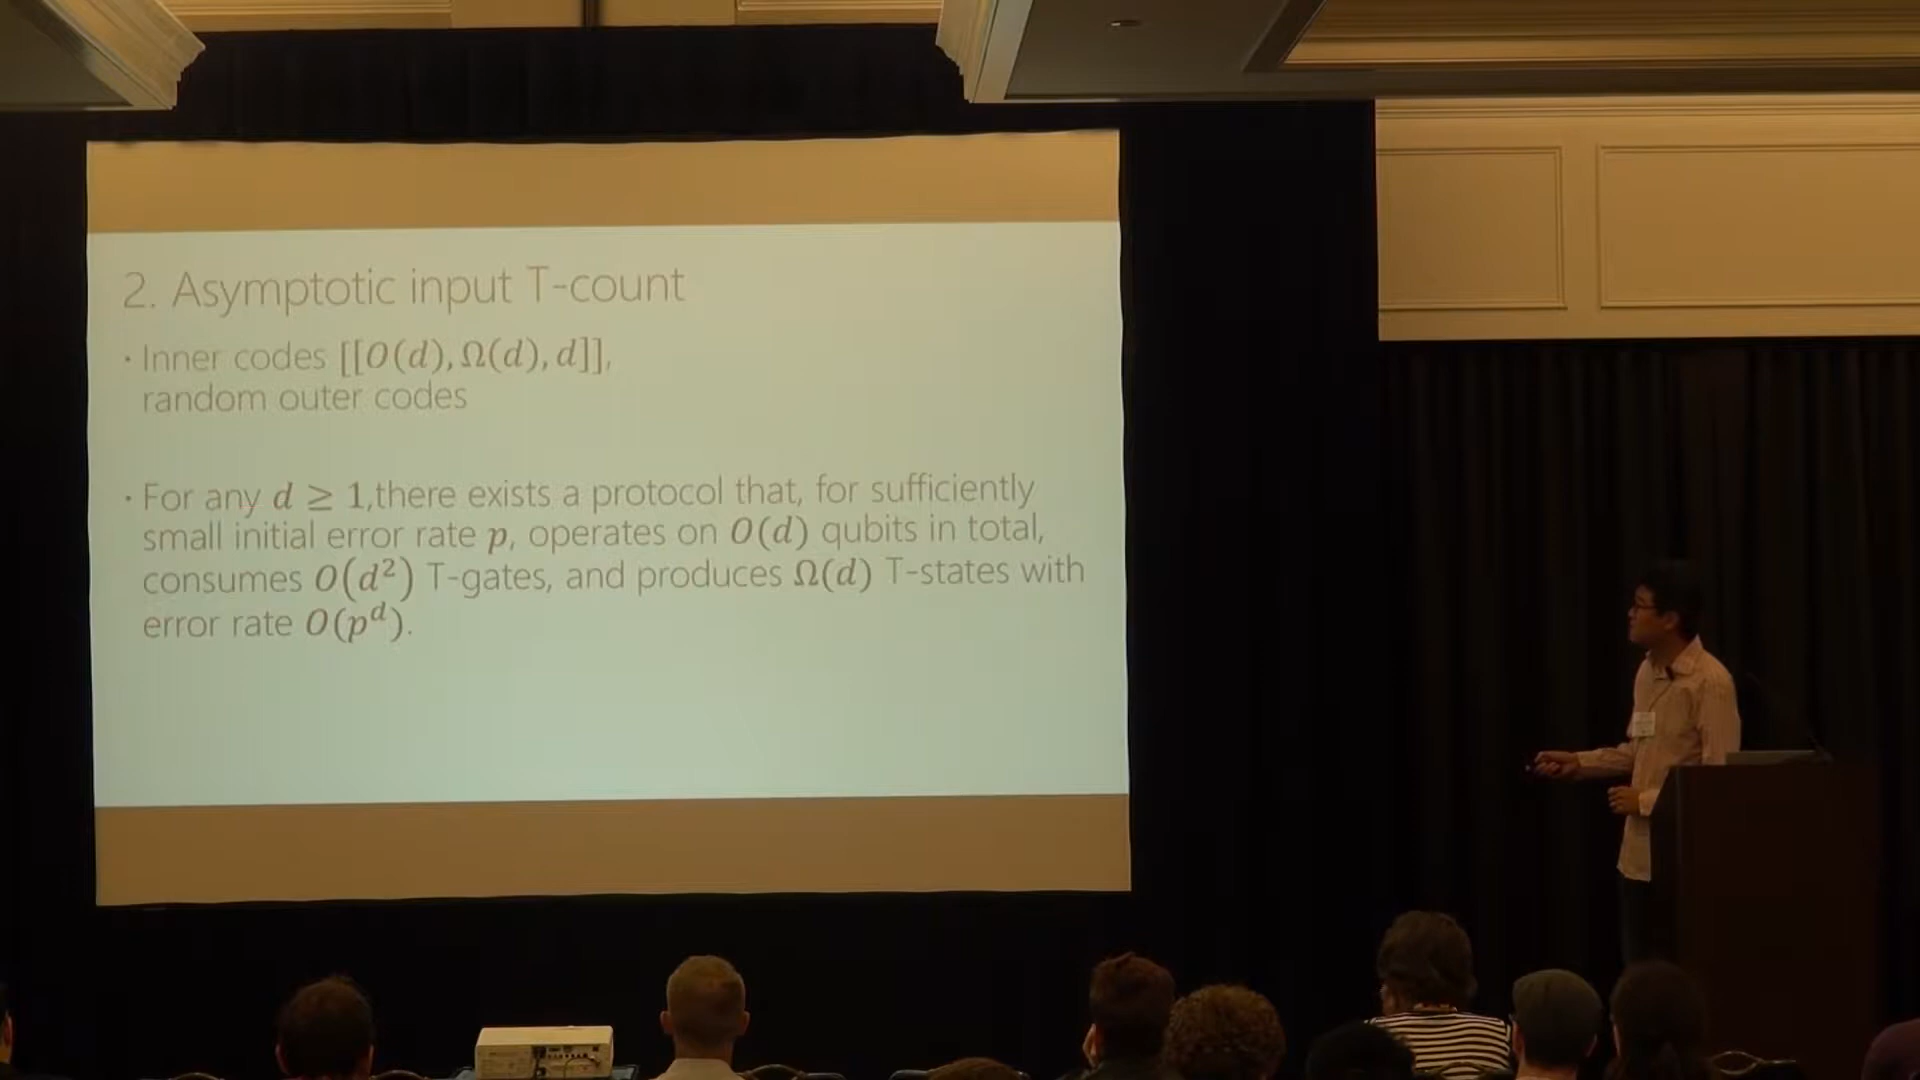 2. Asymptotic input T-count
· Inner codes [[O(d), Ω(d), d]],
random outer codes
· For any d ≥ 1,there exists a protocol that, for sufficiently
small initial error rate p, operates on O(d) qubits in total,
consumes O(d²) T-gates, and produces Ω(d) T-states with
error rate O(pᵈ).